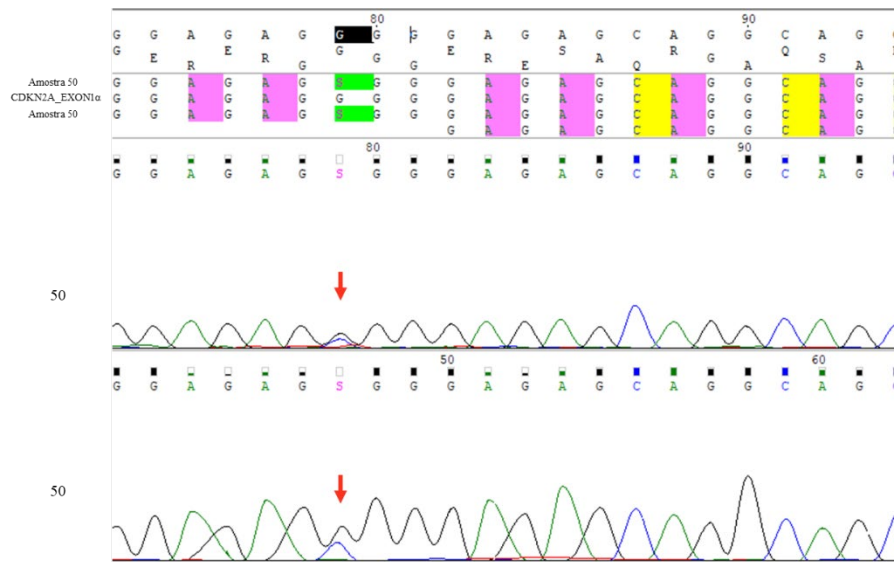 80 90
G G A G A G G G G G A G A G C A G G C A G
G E G E S R Q
E R G R A G S
R G G E Q A A
Amostra 50 G G A G A G S G G G A G A G C A G G C A G
CDKN2A_EXON1α G G A G A G G G G G A G A G C A G G C A G
Amostra 50 G G A G A G S G G G A G A G C A G G C A G
G A G A G C A G G C A G
80 90
G G A G A G S G G G A G A G C A G G C A G
50
50 60
G G A G A G S G G G A G A G C A G G C A G
50